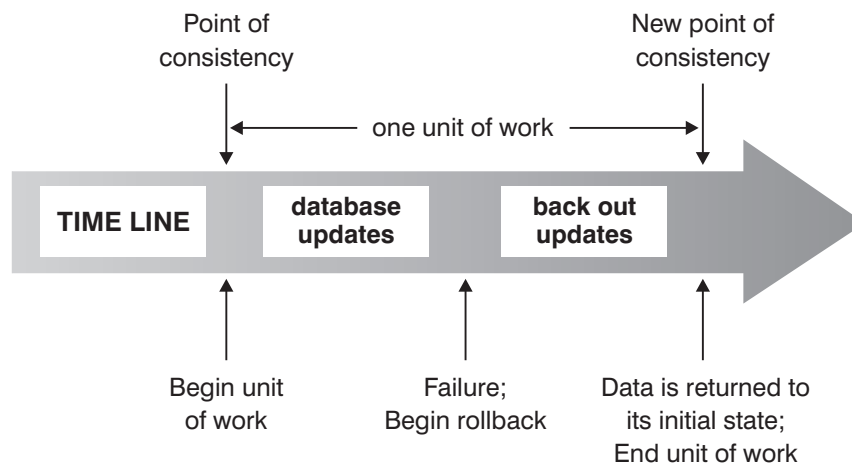 Point of
consistency
New point of
consistency
one unit of work
TIME LINE
database
updates
back out
updates
Begin unit
of work
Failure;
Begin rollback
Data is returned to
its initial state;
End unit of work